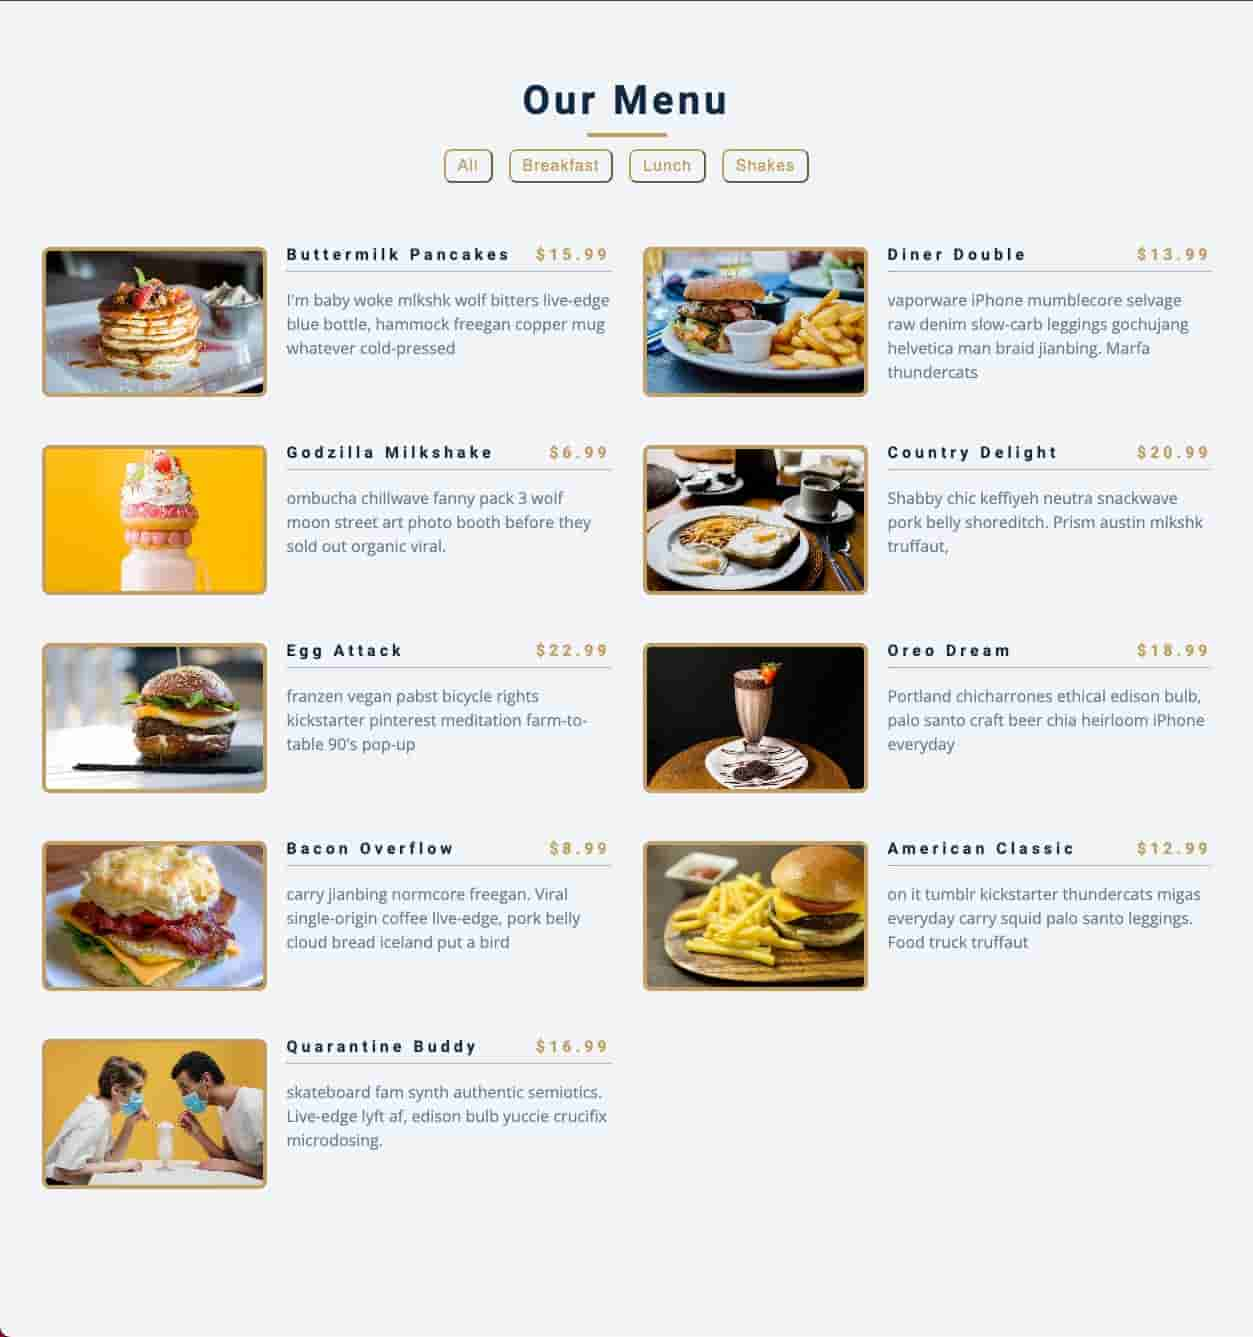 Our Menu
All Breakfast Lunch Shakes
Buttermilk Pancakes $15.99
I'm baby woke mlkshk wolf bitters live-edge
blue bottle, hammock freegan copper mug
whatever cold-pressed
Diner Double $13.99
vaporware iPhone mumblecore selvage
raw denim slow-carb leggings gochujang
helvetica man braid jianbing. Marfa
thundercats
Godzilla Milkshake $6.99
ombucha chillwave fanny pack 3 wolf
moon street art photo booth before they
sold out organic viral.
Country Delight $20.99
Shabby chic keffiyeh neutra snackwave
pork belly shoreditch. Prism austin mlkshk
truffaut,
Egg Attack $22.99
franzen vegan pabst bicycle rights
kickstarter pinterest meditation farm-to-
table 90's pop-up
Oreo Dream $18.99
Portland chicharrones ethical edison bulb,
palo santo craft beer chia heirloom iPhone
everyday
Bacon Overflow $8.99
carry jianbing normcore freegan. Viral
single-origin coffee live-edge, pork belly
cloud bread iceland put a bird
American Classic $12.99
on it tumblr kickstarter thundercats migas
everyday carry squid palo santo leggings.
Food truck truffaut
Quarantine Buddy $16.99
skateboard fam synth authentic semiotics.
Live-edge lyft af, edison bulb yuccie crucifix
microdosing.